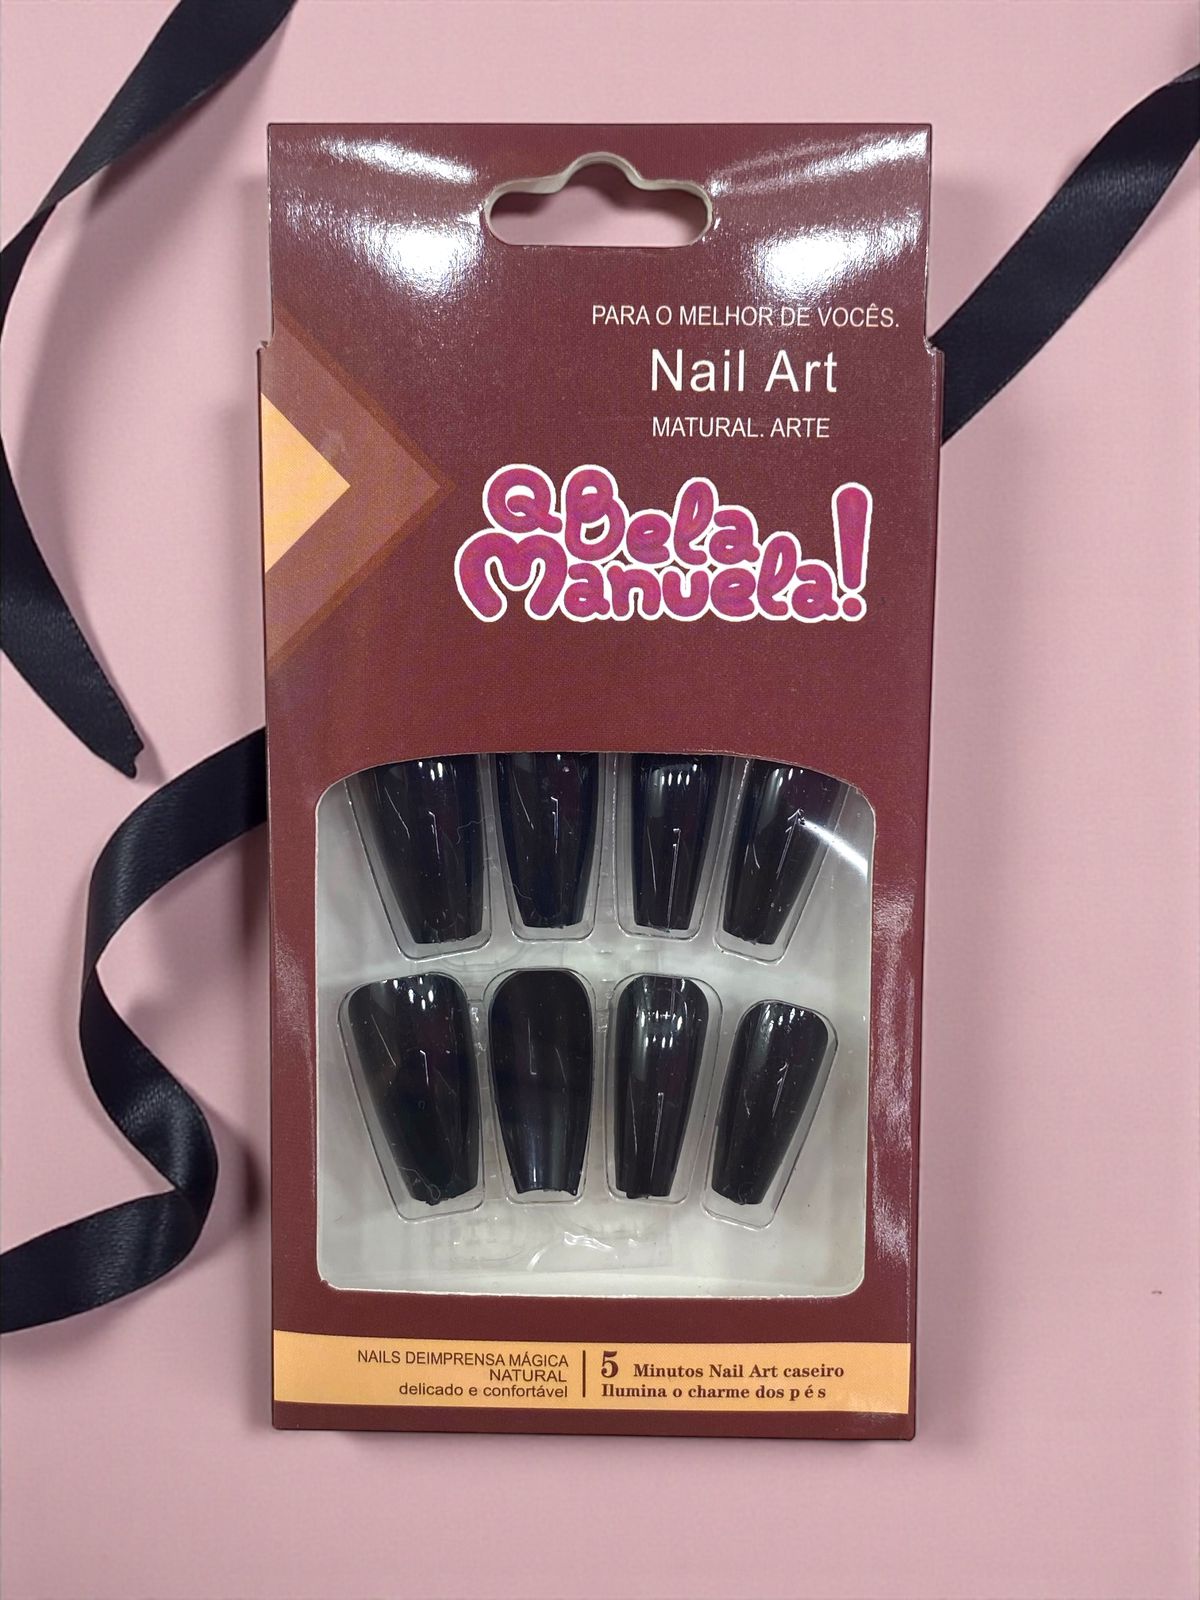 PARA O MELHOR DE VOCÊS.
Nail Art
MATURAL. ARTE
Q Bela
Manuela!
NAILS DEIMPRENSA MÁGICA
NATURAL
delicado e confortável
5 Minutos Nail Art caseiro
Ilumina o charme dos p é s